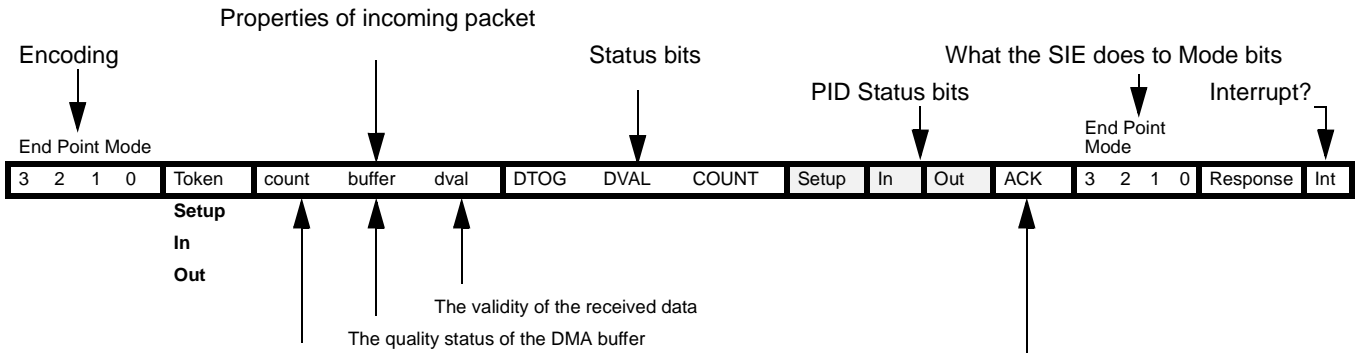 Properties of incoming packet
Encoding
Status bits
What the SIE does to Mode bits
PID Status bits
Interrupt?
End Point Mode
End Point
Mode
3 2 1 0 Token count buffer dval DTOG DVAL COUNT Setup In Out ACK 3 2 1 0 Response Int
Setup
In
Out
The validity of the received data
The quality status of the DMA buffer